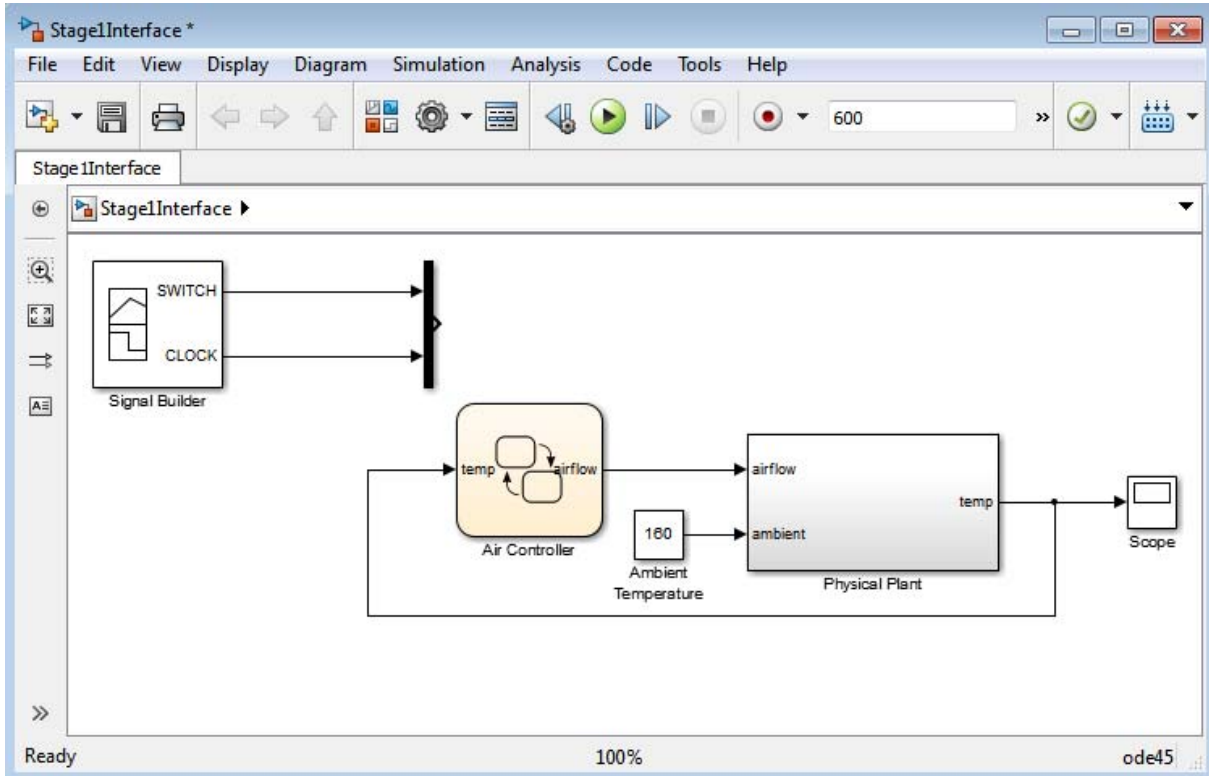 Stage1Interface *
File Edit View Display Diagram Simulation Analysis Code Tools Help
600
Stage1Interface
Stage1Interface
SWITCH
CLOCK
Signal Builder
temp airflow
Air Controller
160
Ambient
Temperature
airflow
temp
ambient
Physical Plant
Scope
Ready 100% ode45